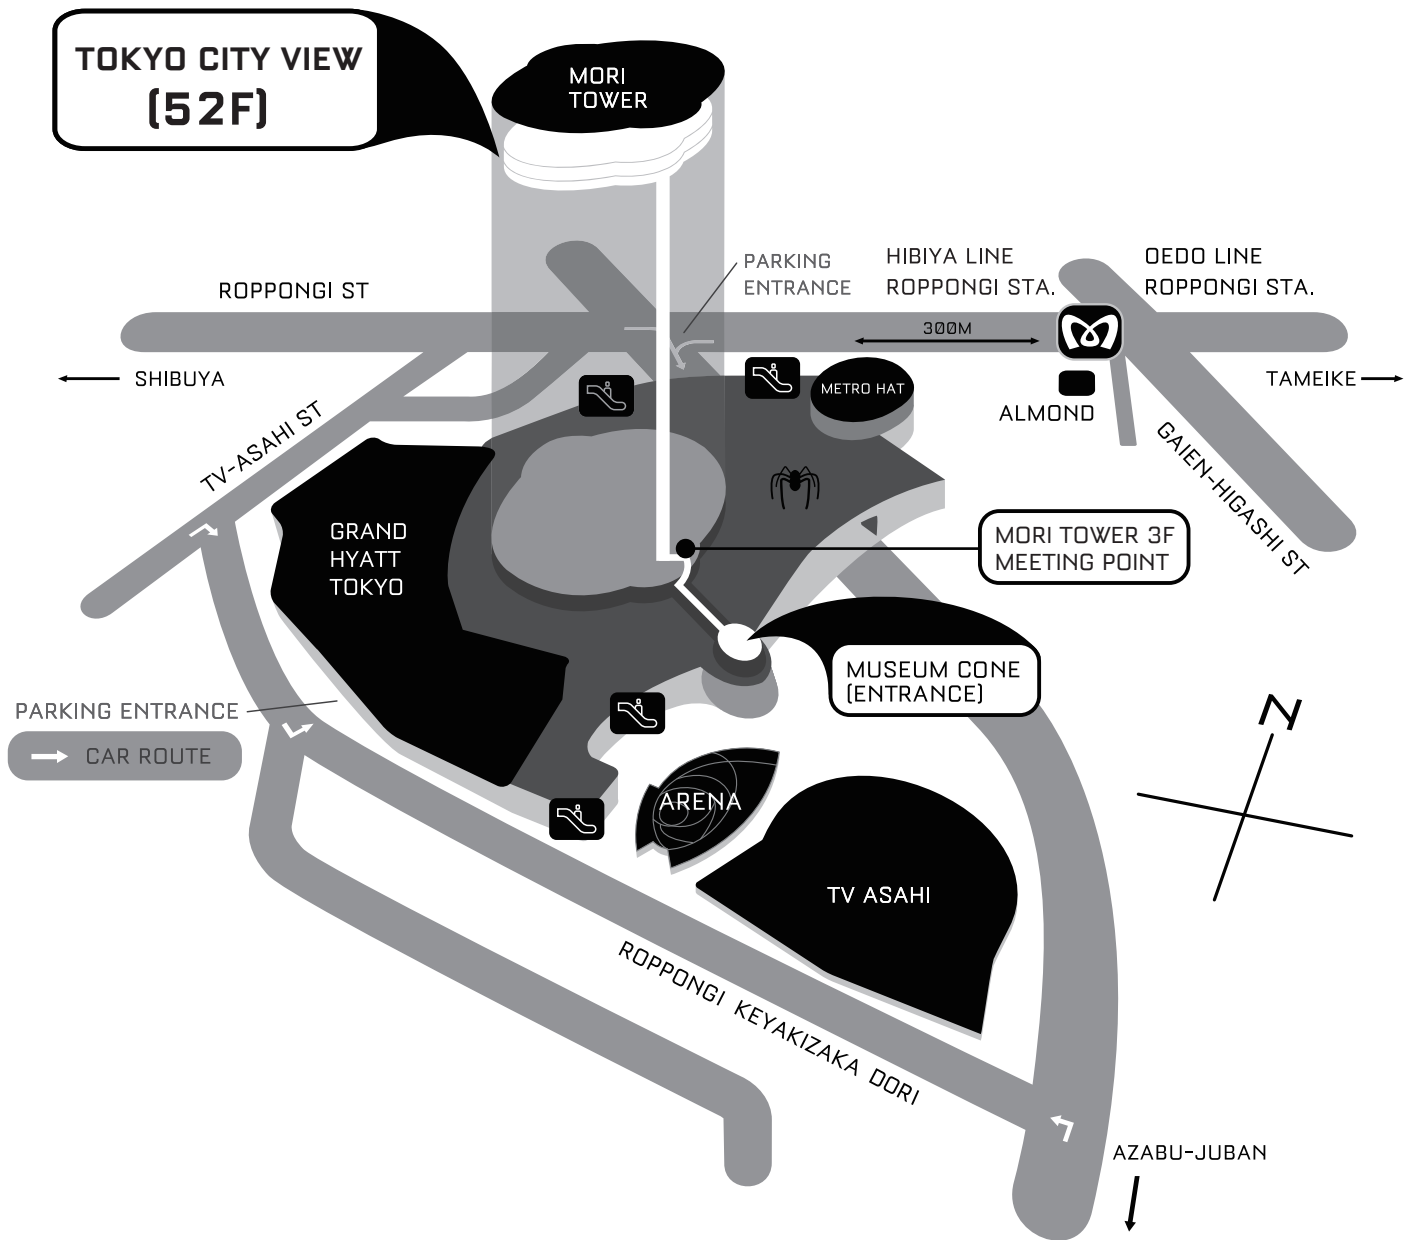 TOKYO CITY VIEW
(52F)
MORI
TOWER
PARKING
ENTRANCE
HIBIYA LINE
ROPPONGI STA.
OEDO LINE
ROPPONGI STA.
ROPPONGI ST
300M
SHIBUYA
METRO HAT
TAMEIKE
ALMOND
TV-ASAHI ST
GAIEN-HIGASHI ST
GRAND
HYATT
TOKYO
MORI TOWER 3F
MEETING POINT
MUSEUM CONE
(ENTRANCE)
PARKING ENTRANCE
CAR ROUTE
N
ARENA
TV ASAHI
ROPPONGI KEYAKIZAKA DORI
AZABU-JUBAN